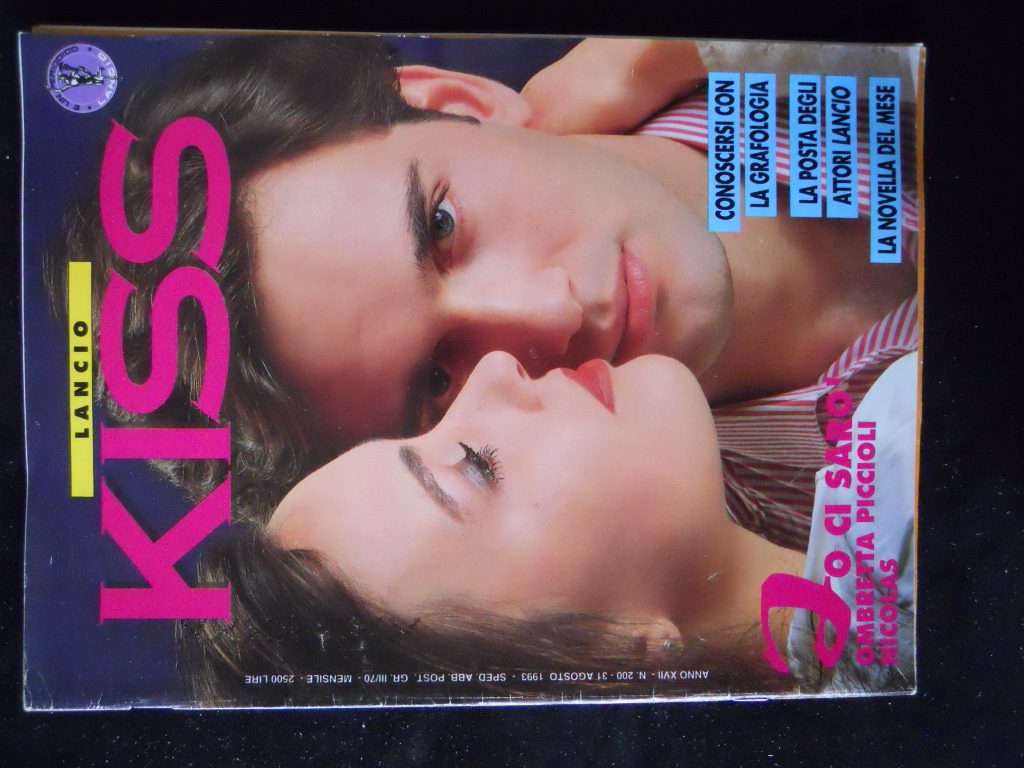 LANCIO
KISS
CONOSCERSI CON
LA GRAFOLOGIA
LA POSTA DEGLI
ATTORI LANCIO
LA NOVELLA DEL MESE
IO CI SARO'
OMBRETTA PICCIOLI
NICOLAS
ANNO XVII - N. 200 - 31 AGOSTO 1993 - SPED. ABB. POST. GR. III/70 - MENSILE - 2500 LIRE